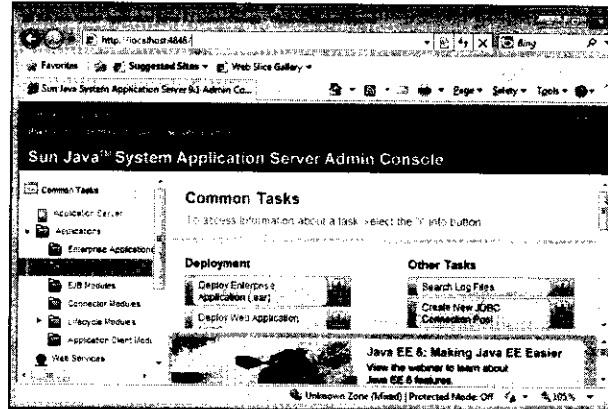 http://localhost:4848/
Bing
Favorites
Suggested Sites
Web Slice Gallery
Sun Java System Application Server 9.1 Admin Co...
Page
Safety
Tools
Sun Java™ System Application Server Admin Console
Common Tasks
Application Server
Applications
Enterprise Applications
EJB Modules
Connector Modules
Lifecycle Modules
Application Client Modu
Web Services
Common Tasks
To access information about a task, select the "i" info button
Deployment
Deploy Enterprise
Application (.ear)
Deploy Web Application
Other Tasks
Search Log Files
Create New JDBC
Connection Pool
Java EE 6: Making Java EE Easier
View the webinar to learn about
Java EE 6 features.
Unknown Zone (Mixed) | Protected Mode: Off
105%